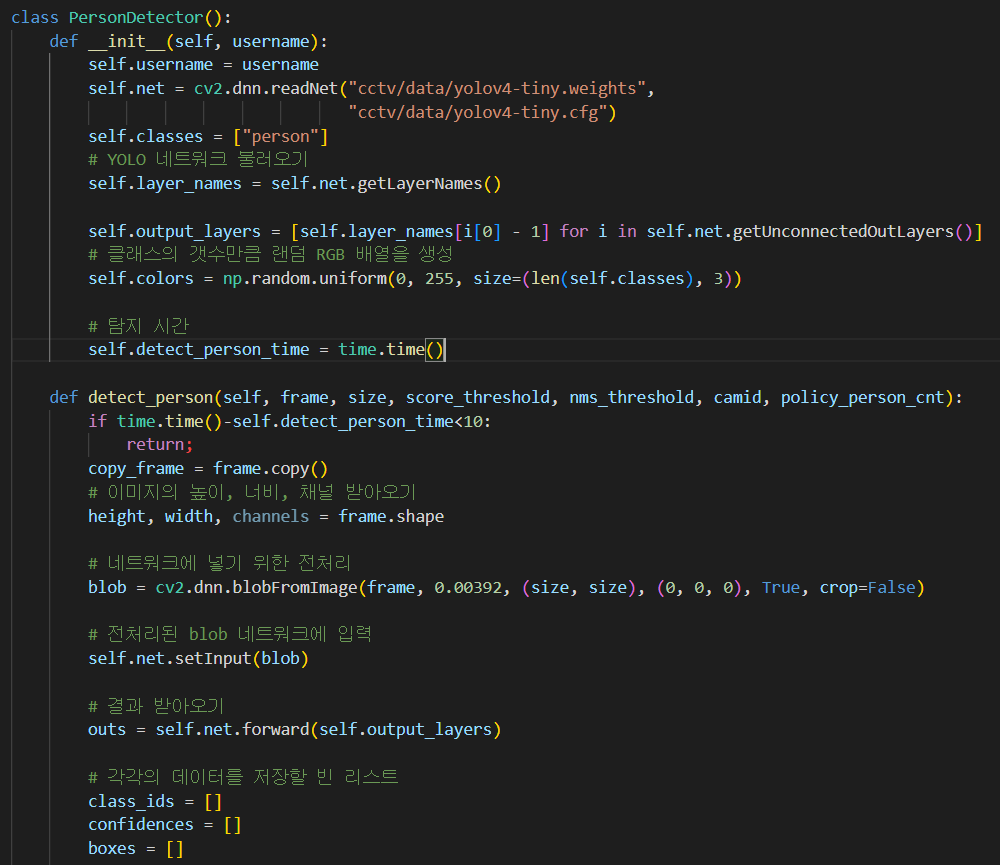 class PersonDetector():
def __init__(self, username):
self.username = username
self.net = cv2.dnn.readNet("cctv/data/yolov4-tiny.weights",
"cctv/data/yolov4-tiny.cfg")
self.classes = ["person"]
# YOLO 네트워크 불러오기
self.layer_names = self.net.getLayerNames()
self.output_layers = [self.layer_names[i[0] - 1] for i in self.net.getUnconnectedOutLayers()]
# 클래스의 갯수만큼 랜덤 RGB 배열을 생성
self.colors = np.random.uniform(0, 255, size=(len(self.classes), 3))
# 탐지 시간
self.detect_person_time = time.time()
def detect_person(self, frame, size, score_threshold, nms_threshold, camid, policy_person_cnt):
if time.time()-self.detect_person_time<10:
return;
copy_frame = frame.copy()
# 이미지의 높이, 너비, 채널 받아오기
height, width, channels = frame.shape
# 네트워크에 넣기 위한 전처리
blob = cv2.dnn.blobFromImage(frame, 0.00392, (size, size), (0, 0, 0), True, crop=False)
# 전처리된 blob 네트워크에 입력
self.net.setInput(blob)
# 결과 받아오기
outs = self.net.forward(self.output_layers)
# 각각의 데이터를 저장할 빈 리스트
class_ids = []
confidences = []
boxes = []